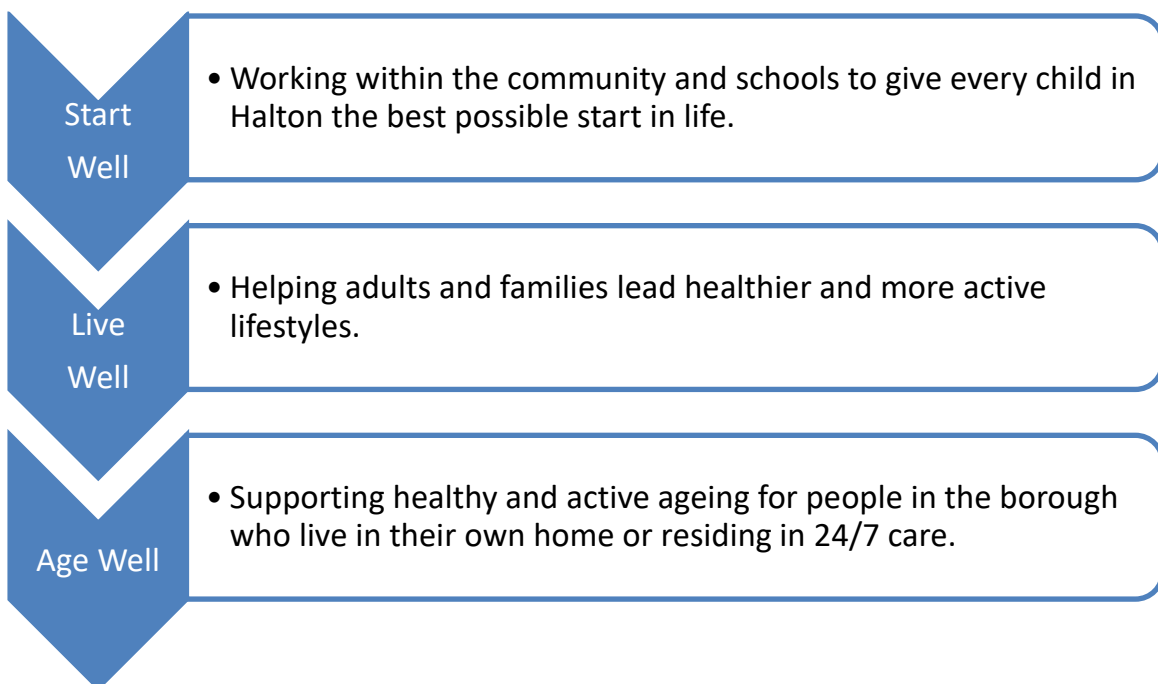 Start
Well
• Working within the community and schools to give every child in
Halton the best possible start in life.
Live
Well
• Helping adults and families lead healthier and more active
lifestyles.
Age Well
• Supporting healthy and active ageing for people in the borough
who live in their own home or residing in 24/7 care.